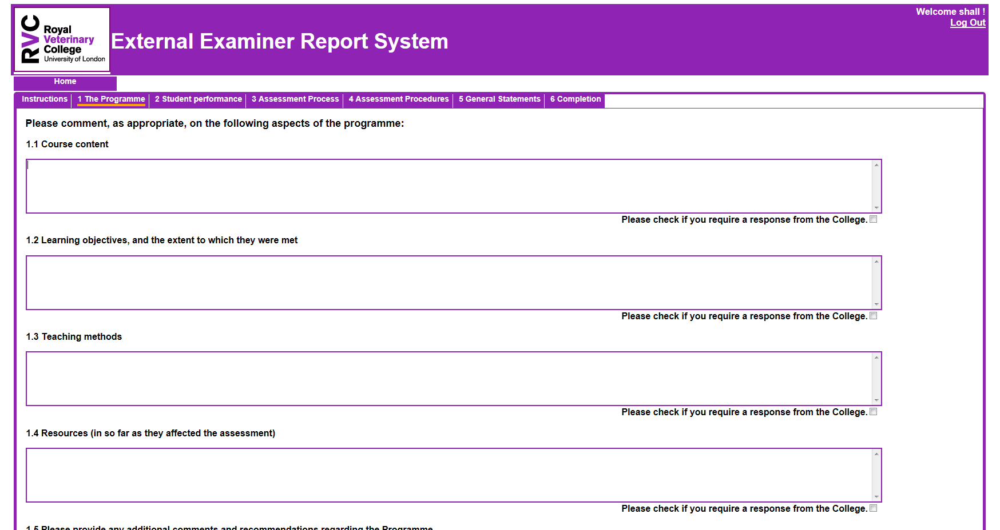 Welcome shall !
Log Out
RVC
Royal
Veterinary
College
University of London
External Examiner Report System
Home
Instructions 1 The Programme 2 Student performance 3 Assessment Process 4 Assessment Procedures 5 General Statements 6 Completion
Please comment, as appropriate, on the following aspects of the programme:
1.1 Course content
Please check if you require a response from the College.
1.2 Learning objectives, and the extent to which they were met
Please check if you require a response from the College.
1.3 Teaching methods
Please check if you require a response from the College.
1.4 Resources (in so far as they affected the assessment)
Please check if you require a response from the College.
1.5 Please provide any additional comments and recommendations regarding the Programme